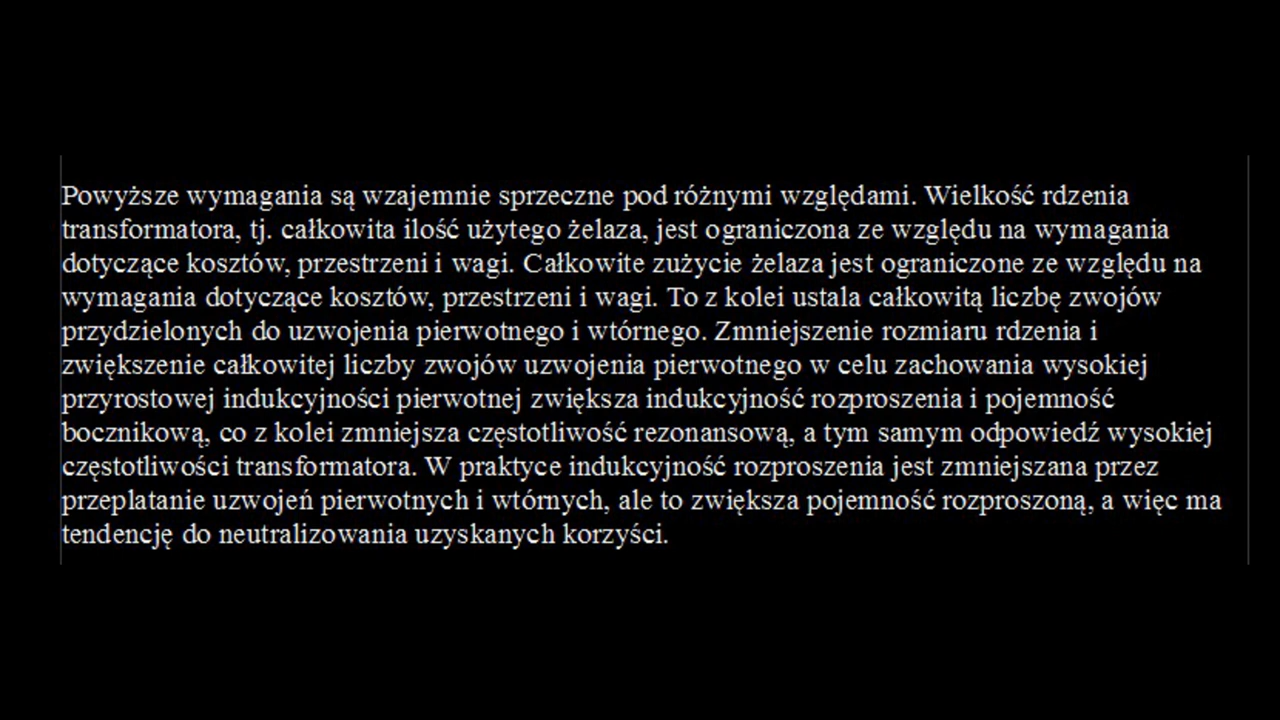 Powyższe wymagania są wzajemnie sprzeczne pod różnymi względami. Wielkość rdzenia
transformatora, tj. całkowita ilość użytego żelaza, jest ograniczona ze względu na wymagania
dotyczące kosztów, przestrzeni i wagi. Całkowite zużycie żelaza jest ograniczone ze względu na
wymagania dotyczące kosztów, przestrzeni i wagi. To z kolei ustala całkowitą liczbę zwojów
przydzielonych do uzwojenia pierwotnego i wtórnego. Zmniejszenie rozmiaru rdzenia i
zwiększenie całkowitej liczby zwojów uzwojenia pierwotnego w celu zachowania wysokiej
przyrostowej indukcyjności pierwotnej zwiększa indukcyjność rozproszenia i pojemność
bocznikową, co z kolei zmniejsza częstotliwość rezonansową, a tym samym odpowiedź wysokiej
częstotliwości transformatora. W praktyce indukcyjność rozproszenia jest zmniejszana przez
przeplatanie uzwojeń pierwotnych i wtórnych, ale to zwiększa pojemność rozproszoną, a więc ma
tendencję do neutralizowania uzyskanych korzyści.